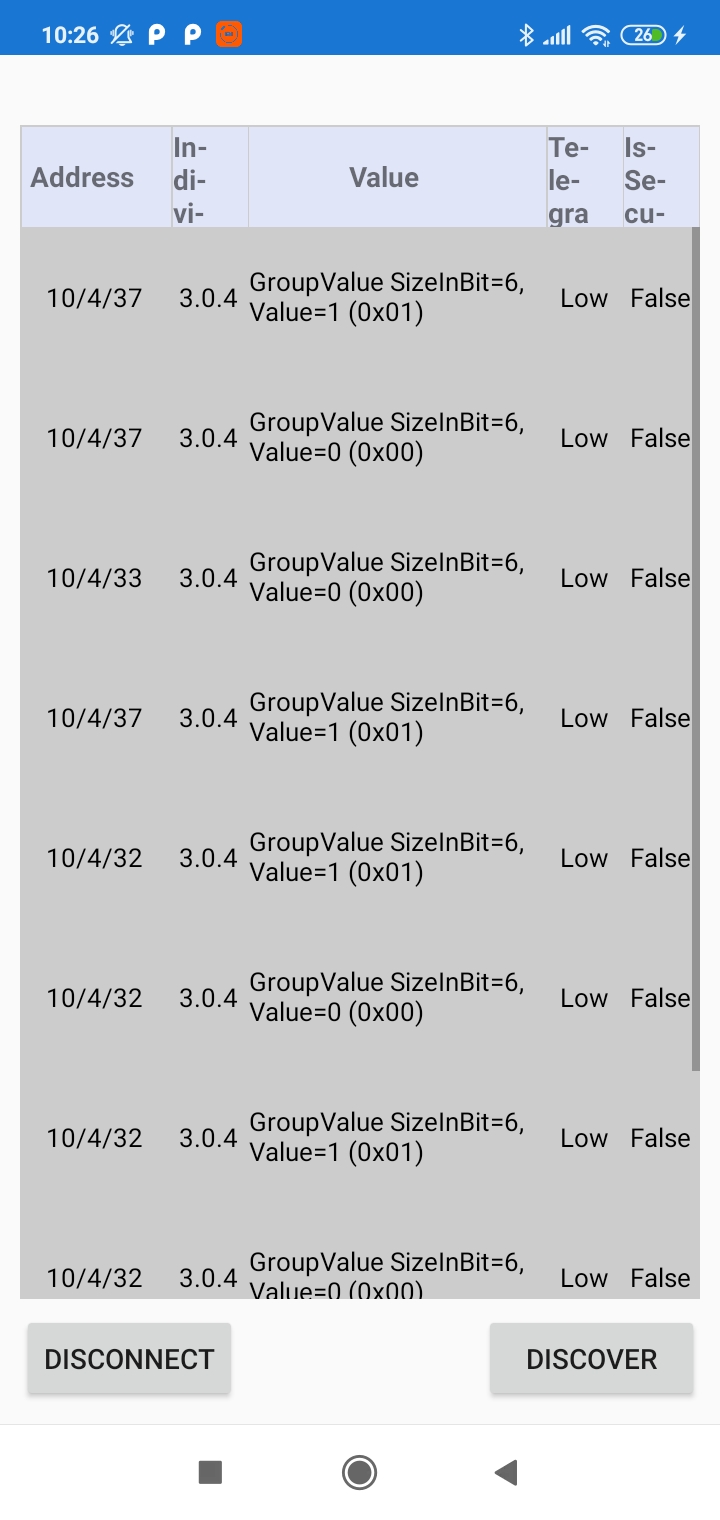 10:26
26
Address
In-
di-
vi-
Value
Te-
le-
gra
Is-
Se-
cu-
10/4/37 3.0.4 GroupValue SizeInBit=6, Low False
Value=1 (0x01)
10/4/37 3.0.4 GroupValue SizeInBit=6, Low False
Value=0 (0x00)
10/4/33 3.0.4 GroupValue SizeInBit=6, Low False
Value=0 (0x00)
10/4/37 3.0.4 GroupValue SizeInBit=6, Low False
Value=1 (0x01)
10/4/32 3.0.4 GroupValue SizeInBit=6, Low False
Value=1 (0x01)
10/4/32 3.0.4 GroupValue SizeInBit=6, Low False
Value=0 (0x00)
10/4/32 3.0.4 GroupValue SizeInBit=6, Low False
Value=1 (0x01)
10/4/32 3.0.4 GroupValue SizeInBit=6, Low False
Value=0 (0x00)
DISCONNECT DISCOVER